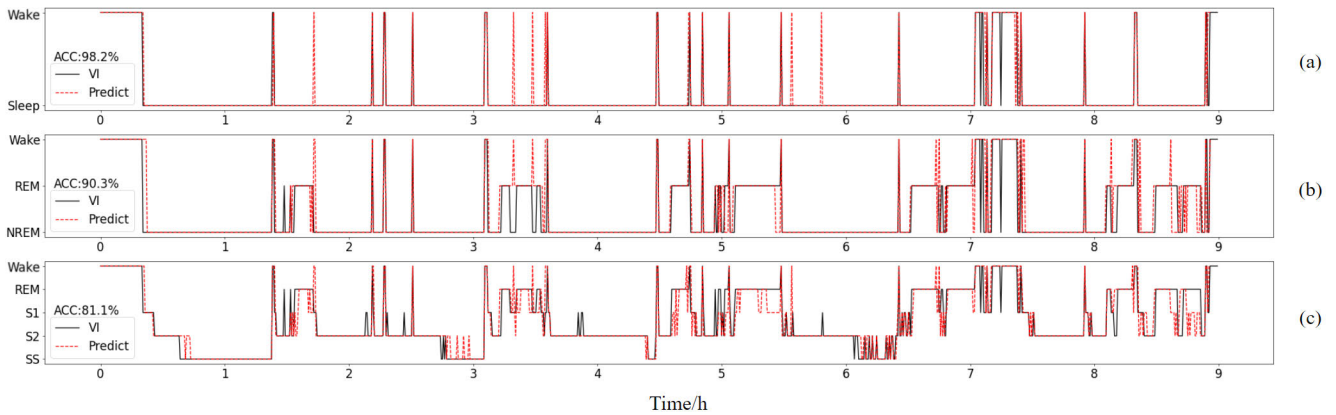 Wake
ACC:98.2%
VI
Predict
Sleep
0 1 2 3 4 5 6 7 8 9
(a)
Wake
REM
ACC:90.3%
VI
Predict
NREM
0 1 2 3 4 5 6 7 8 9
(b)
Wake
REM
ACC:81.1%
S1
VI
S2
Predict
SS
0 1 2 3 4 5 6 7 8 9
(c)
Time/h